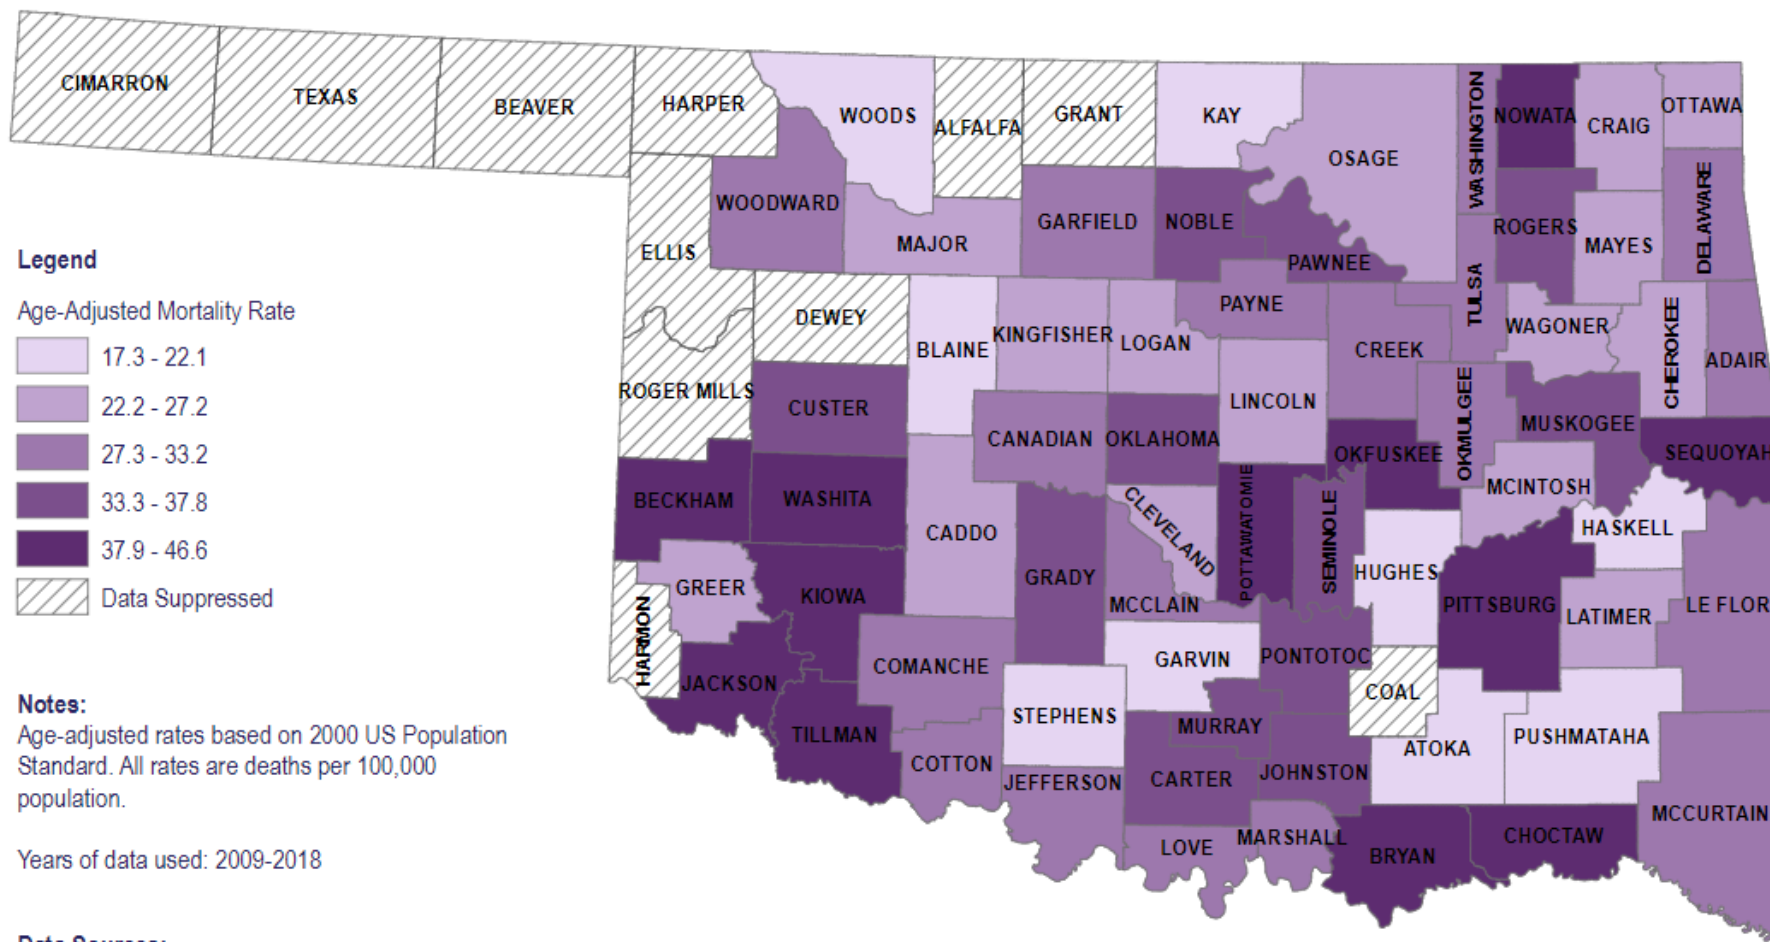 CIMARRON
TEXAS
BEAVER
HARPER
WOODS
ALFALFA
GRANT
KAY
OSAGE
WASHINGTON
NOWATA
CRAIG
OTTAWA
WOODWARD
ELLIS
MAJOR
GARFIELD
NOBLE
PAWNEE
ROGERS
MAYES
DELAWARE
TULSA
DEWEY
BLAINE
KINGFISHER
LOGAN
PAYNE
CREEK
WAGONER
CHEROKEE
ADAIR
ROGER MILLS
CUSTER
CANADIAN
OKLAHOMA
LINCOLN
OKFUSKEE
OKMULGEE
MUSKOGEE
SEQUOYAH
BECKHAM
WASHITA
CADDO
CLEVELAND
POTTAWATOMIE
SEMINOLE
MCINTOSH
HASKELL
GREER
KIOWA
GRADY
MCCLAIN
HUGHES
PITTSBURG
LATIMER
LE FLOR
HARMON
JACKSON
COMANCHE
GARVIN
PONTOTOC
COAL
TILLMAN
STEPHENS
MURRAY
ATOKA
PUSHMATAHA
COTTON
JEFFERSON
CARTER
JOHNSTON
MCCURTAIN
LOVE
MARSHALL
BRYAN
CHOCTAW
Legend
Age-Adjusted Mortality Rate
17.3 - 22.1
22.2 - 27.2
27.3 - 33.2
33.3 - 37.8
37.9 - 46.6
Data Suppressed
Notes:
Age-adjusted rates based on 2000 US Population
Standard. All rates are deaths per 100,000
population.
Years of data used: 2009-2018
Data Sources: